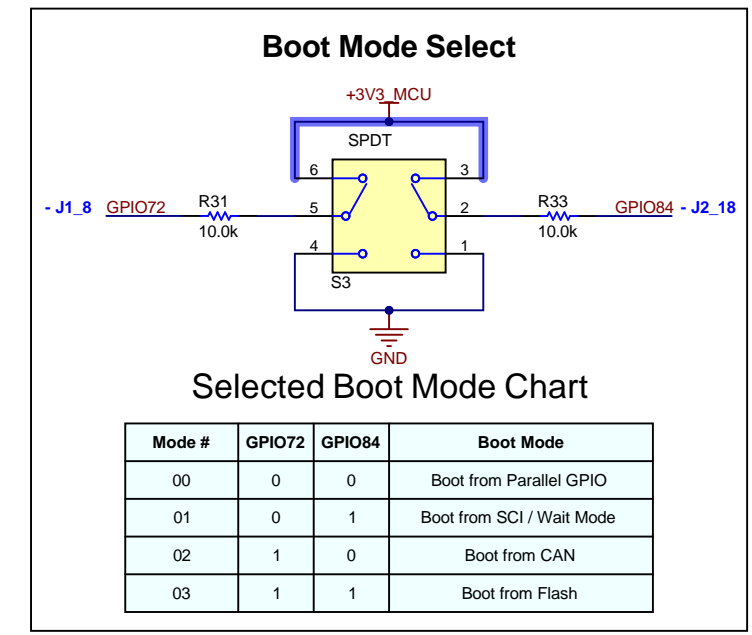 Boot Mode Select
+3V3_MCU
SPDT
6 3
- J1_8 GPIO72 R31 5 2 R33 GPIO84 - J2_18
10.0k 10.0k
4 1
S3
GND
Selected Boot Mode Chart
Mode # GPIO72 GPIO84 Boot Mode
00 0 0 Boot from Parallel GPIO
01 0 1 Boot from SCI / Wait Mode
02 1 0 Boot from CAN
03 1 1 Boot from Flash